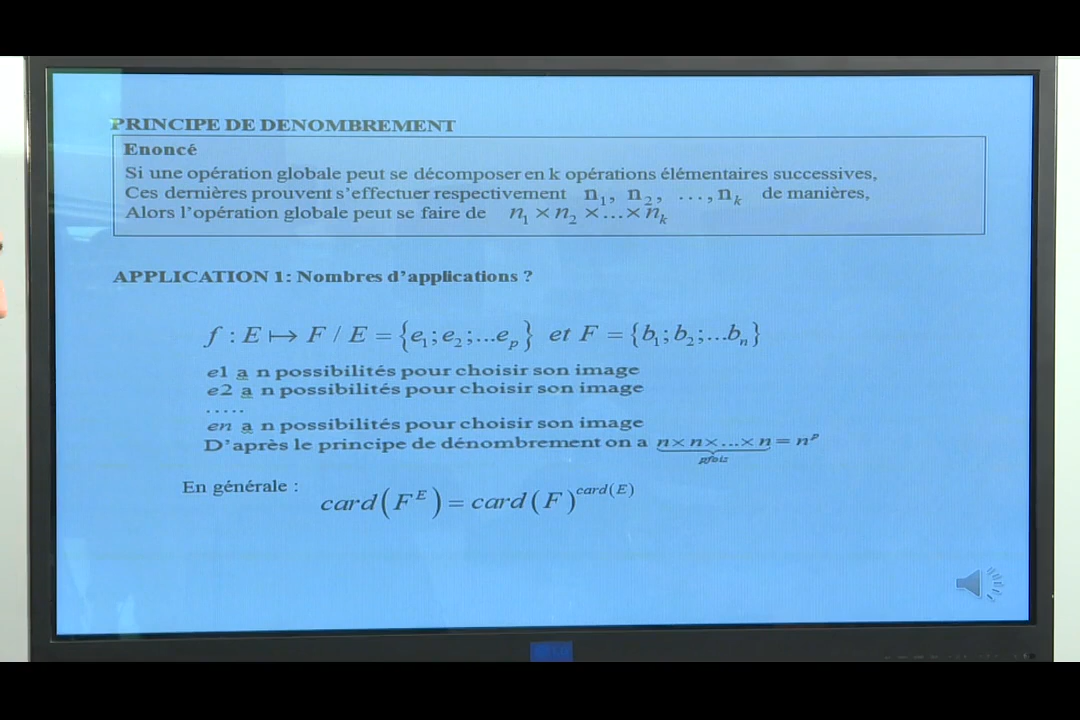 PRINCIPE DE DENOMBREMENT
Enoncé
Si une opération globale peut se décomposer en k opérations élémentaires successives,
Ces dernières prouvent s'effectuer respectivement n₁, n₂, ...,nₖ de manières,
Alors l'opération globale peut se faire de n₁ × n₂ ×...× nₖ
APPLICATION 1: Nombres d'applications ?
f : E ↦ F / E = {e₁; e₂;...eₚ} et F = {b₁; b₂;...bₙ}
e1 a n possibilités pour choisir son image
e2 a n possibilités pour choisir son image
.....
en a n possibilités pour choisir son image
D'après le principe de dénombrement on a n× n×...× n = nᵖ
pfois
En générale : card(F^E) = card(F)^card(E)